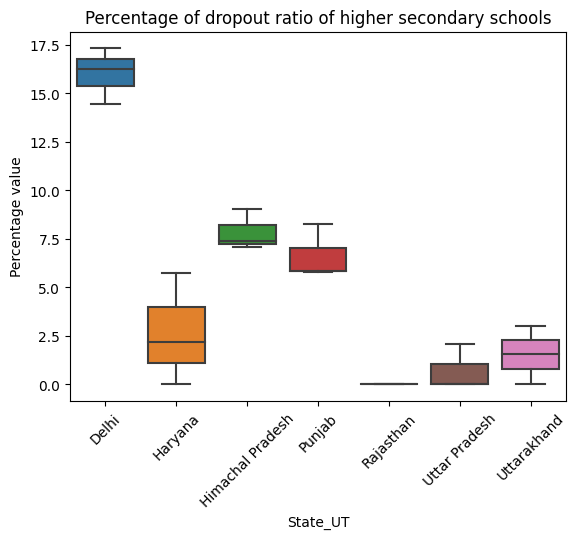 Percentage of dropout ratio of higher secondary schools
Percentage value
17.5
15.0
12.5
10.0
7.5
5.0
2.5
0.0
Delhi
Haryana
Himachal Pradesh
Punjab
Rajasthan
Uttar Pradesh
Uttarakhand
State_UT